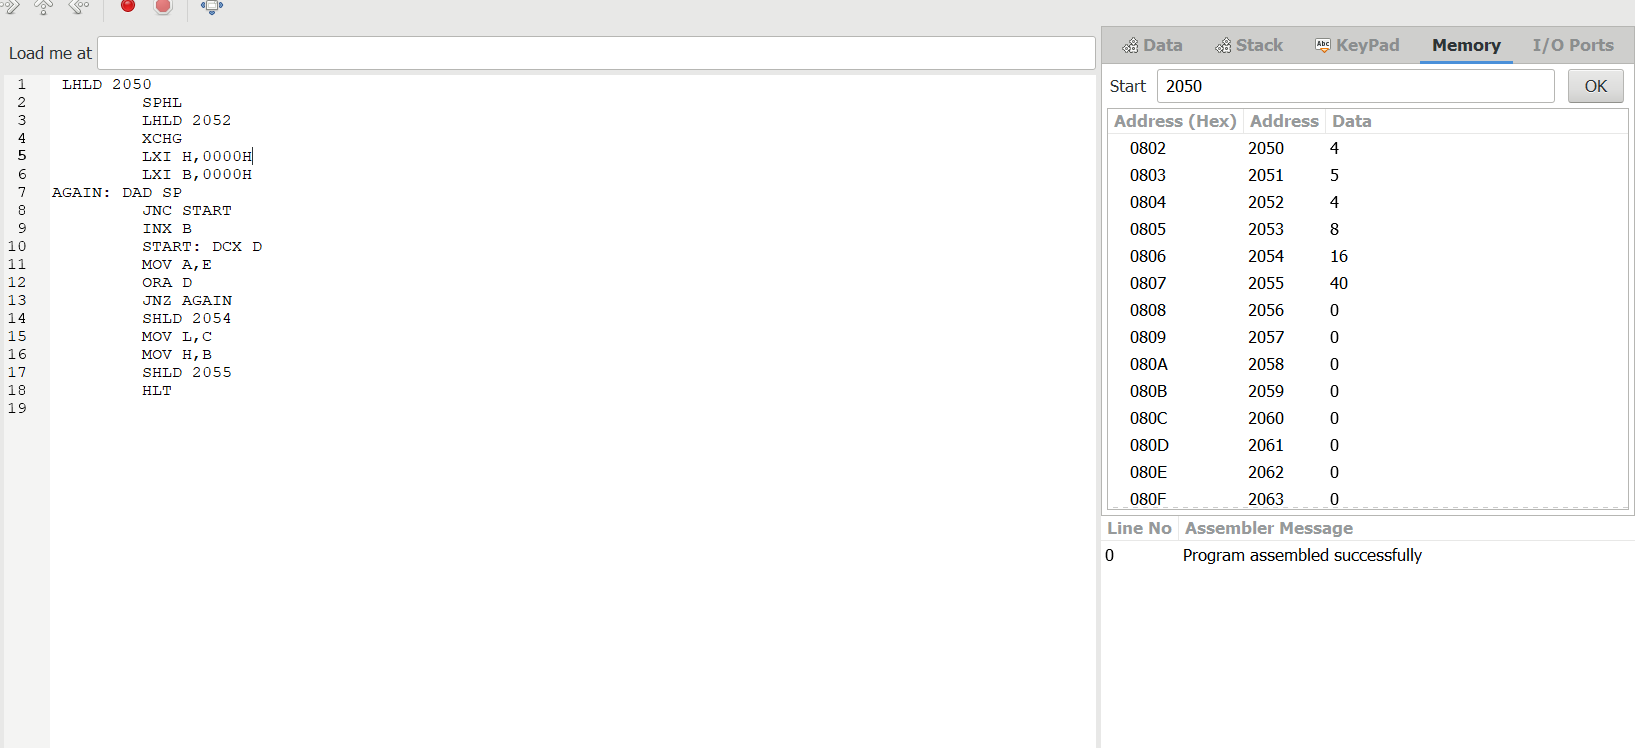 Load me at
1 LHLD 2050
2 SPHL
3 LHLD 2052
4 XCHG
5 LXI H,0000H
6 LXI B,0000H
7 AGAIN: DAD SP
8 JNC START
9 INX B
10 START: DCX D
11 MOV A,E
12 ORA D
13 JNZ AGAIN
14 SHLD 2054
15 MOV L,C
16 MOV H,B
17 SHLD 2055
18 HLT
19
Data Stack Abc KeyPad Memory I/O Ports
Start 2050 OK
Address (Hex) Address Data
0802 2050 4
0803 2051 5
0804 2052 4
0805 2053 8
0806 2054 16
0807 2055 40
0808 2056 0
0809 2057 0
080A 2058 0
080B 2059 0
080C 2060 0
080D 2061 0
080E 2062 0
080F 2063 0
Line No Assembler Message
0 Program assembled successfully